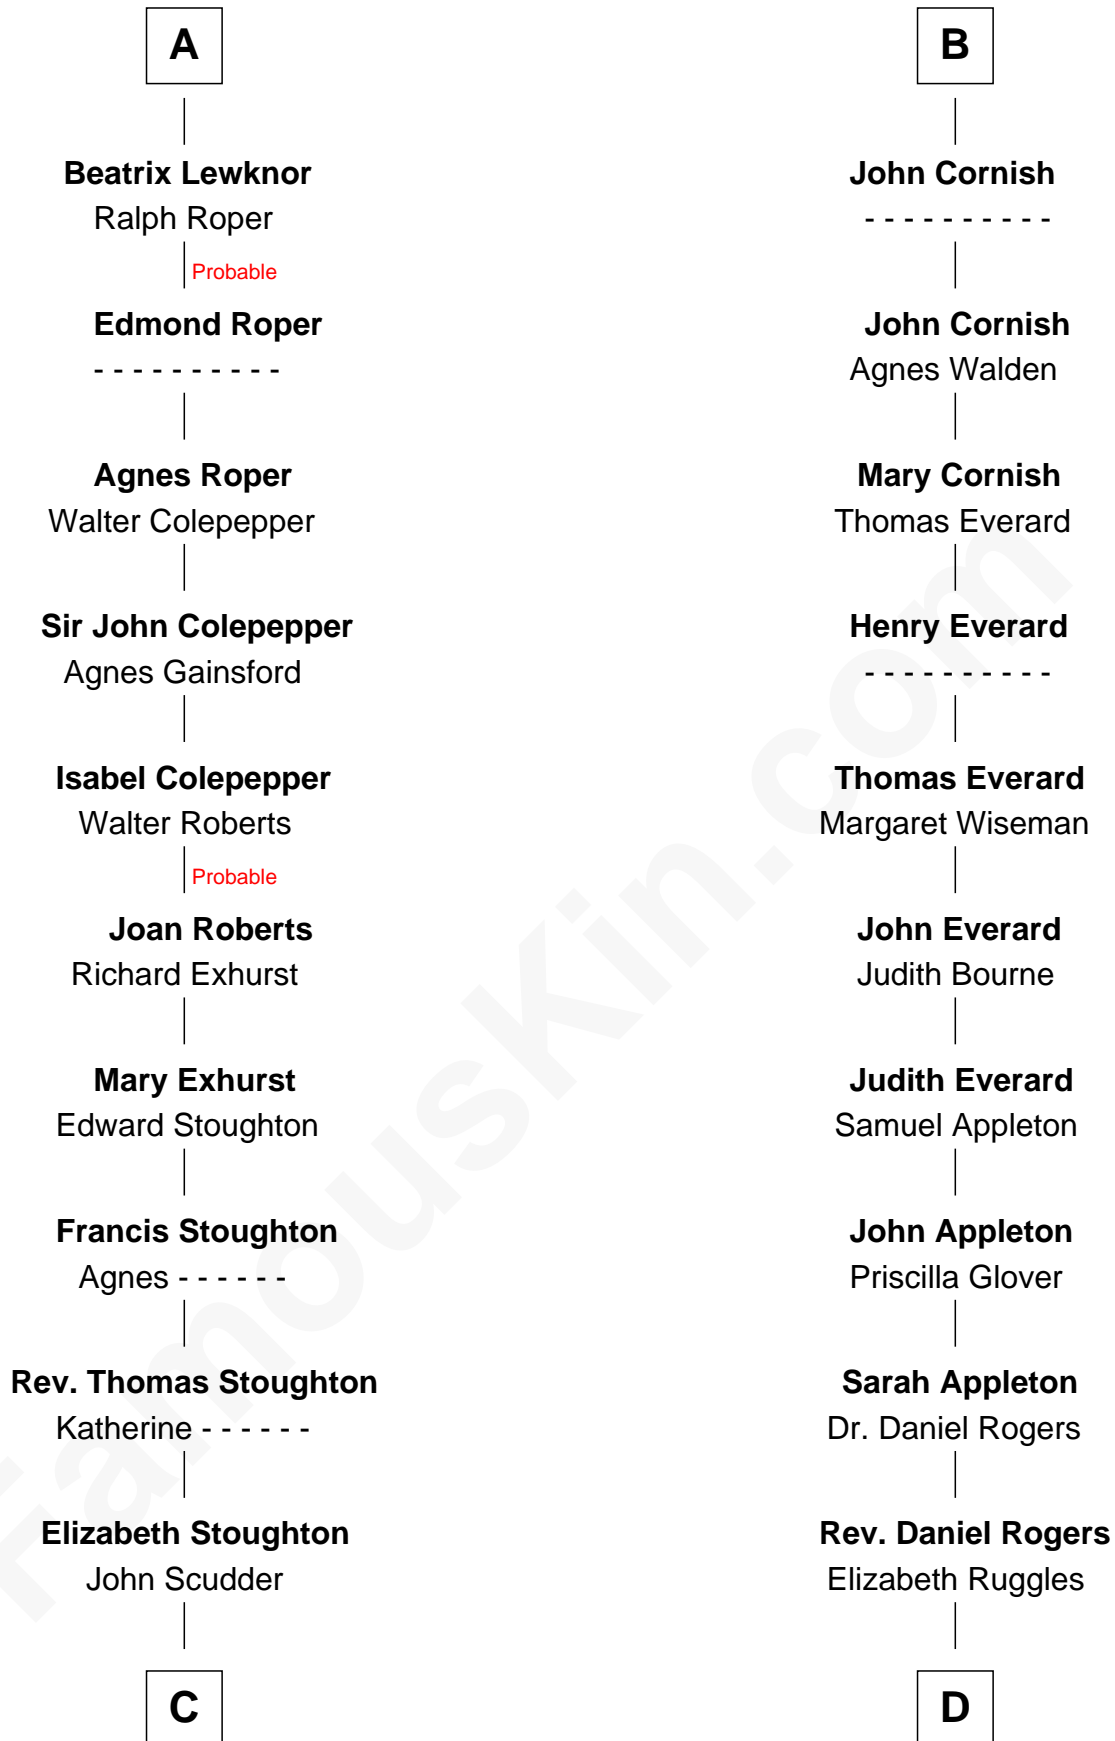 A
Beatrix Lewknor
Ralph Roper
Probable
Edmond Roper
- - - - - - - - - -
Agnes Roper
Walter Colepepper
Sir John Colepepper
Agnes Gainsford
Isabel Colepepper
Walter Roberts
Probable
Joan Roberts
Richard Exhurst
Mary Exhurst
Edward Stoughton
Francis Stoughton
Agnes - - - - - -
Rev. Thomas Stoughton
Katherine - - - - - -
Elizabeth Stoughton
John Scudder
C
B
John Cornish
- - - - - - - - - -
John Cornish
Agnes Walden
Mary Cornish
Thomas Everard
Henry Everard
- - - - - - - - - -
Thomas Everard
Margaret Wiseman
John Everard
Judith Bourne
Judith Everard
Samuel Appleton
John Appleton
Priscilla Glover
Sarah Appleton
Dr. Daniel Rogers
Rev. Daniel Rogers
Elizabeth Ruggles
D
FamousKin.com